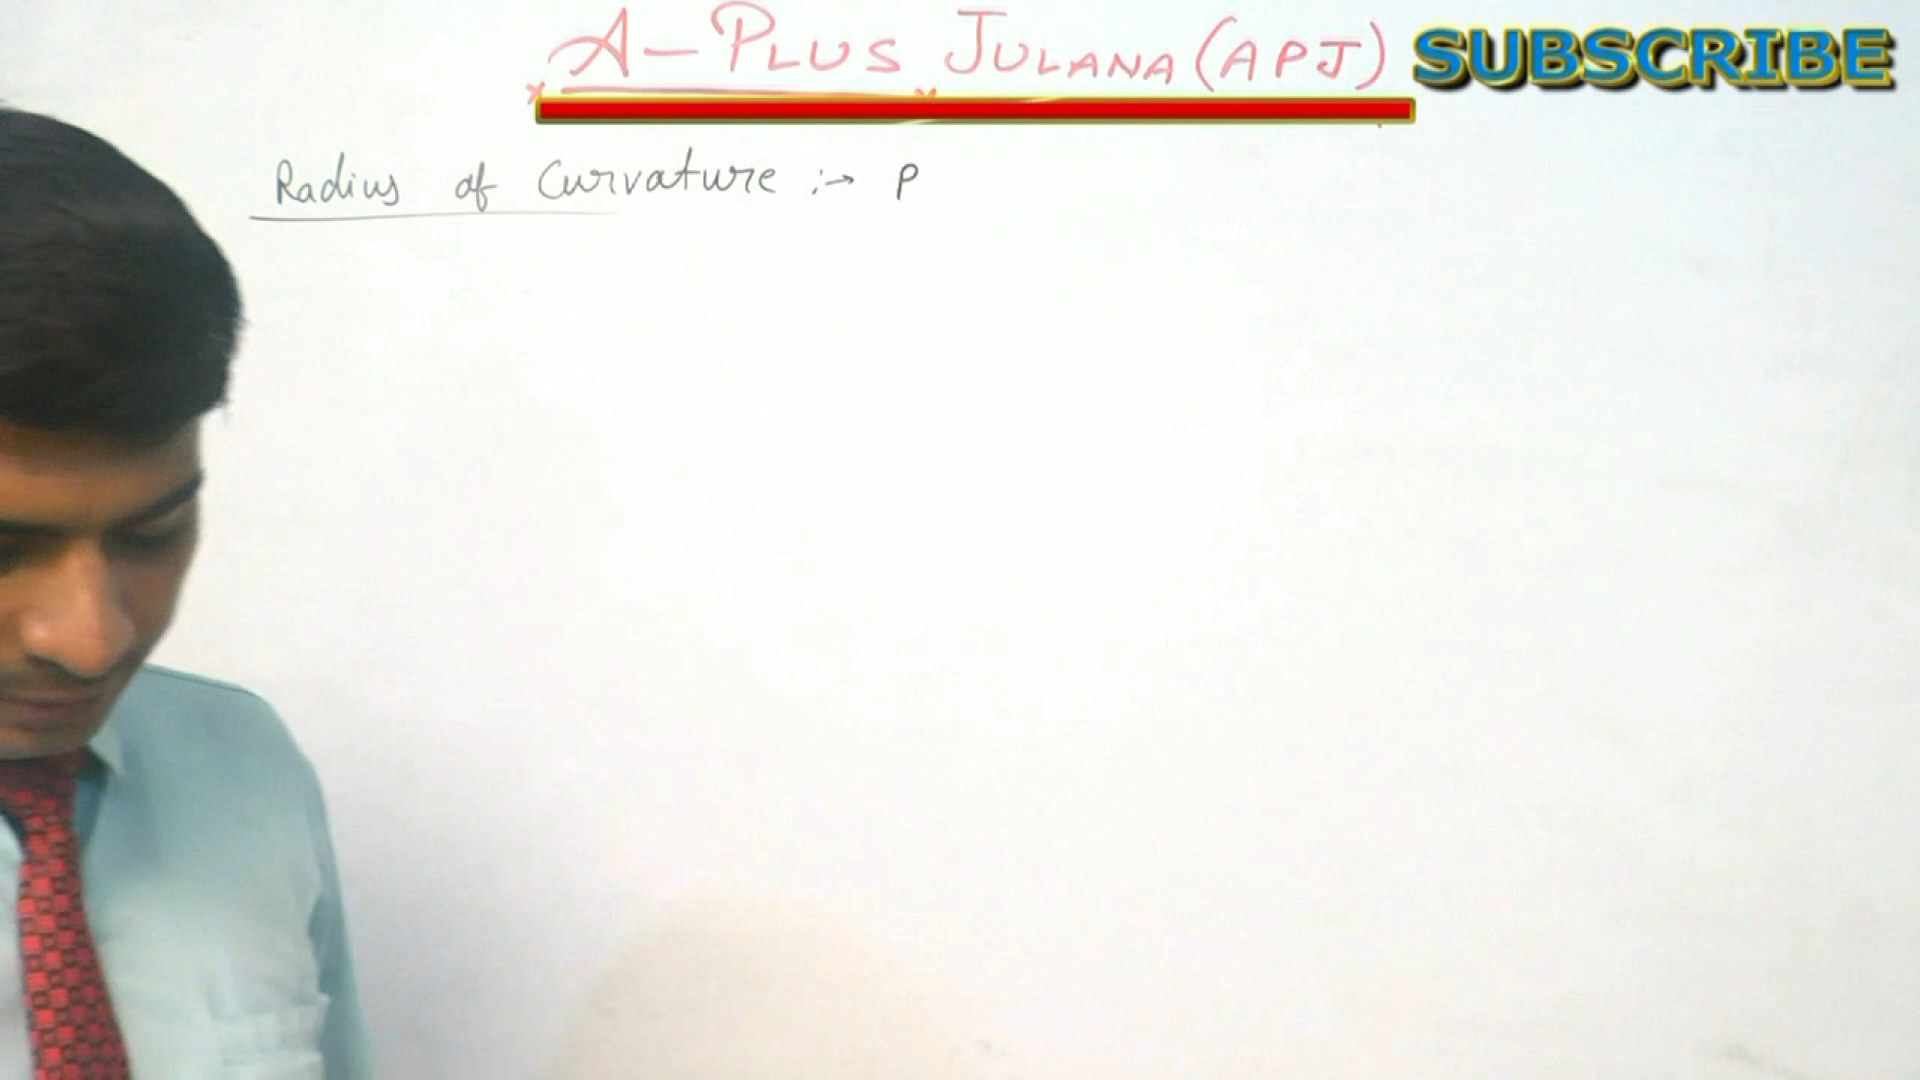 A-PLUS JULANA (APJ) SUBSCRIBE
Radius of Curvature :→ ρ